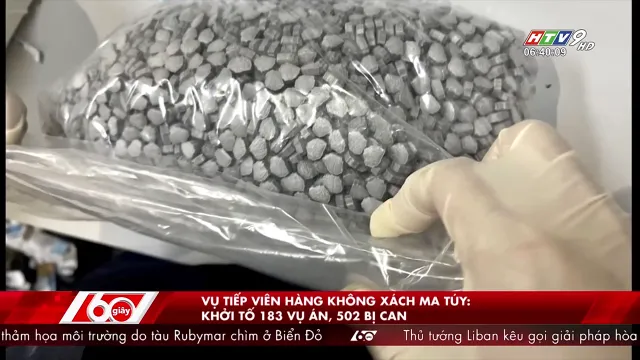 HTV9 HD
06:40:09
60 giây
VỤ TIẾP VIÊN HÀNG KHÔNG XÁCH MA TÚY:
KHỞI TỐ 183 VỤ ÁN, 502 BỊ CAN
thảm họa môi trường do tàu Rubymar chìm ở Biển Đỏ
Thủ tướng Liban kêu gọi giải pháp hòa